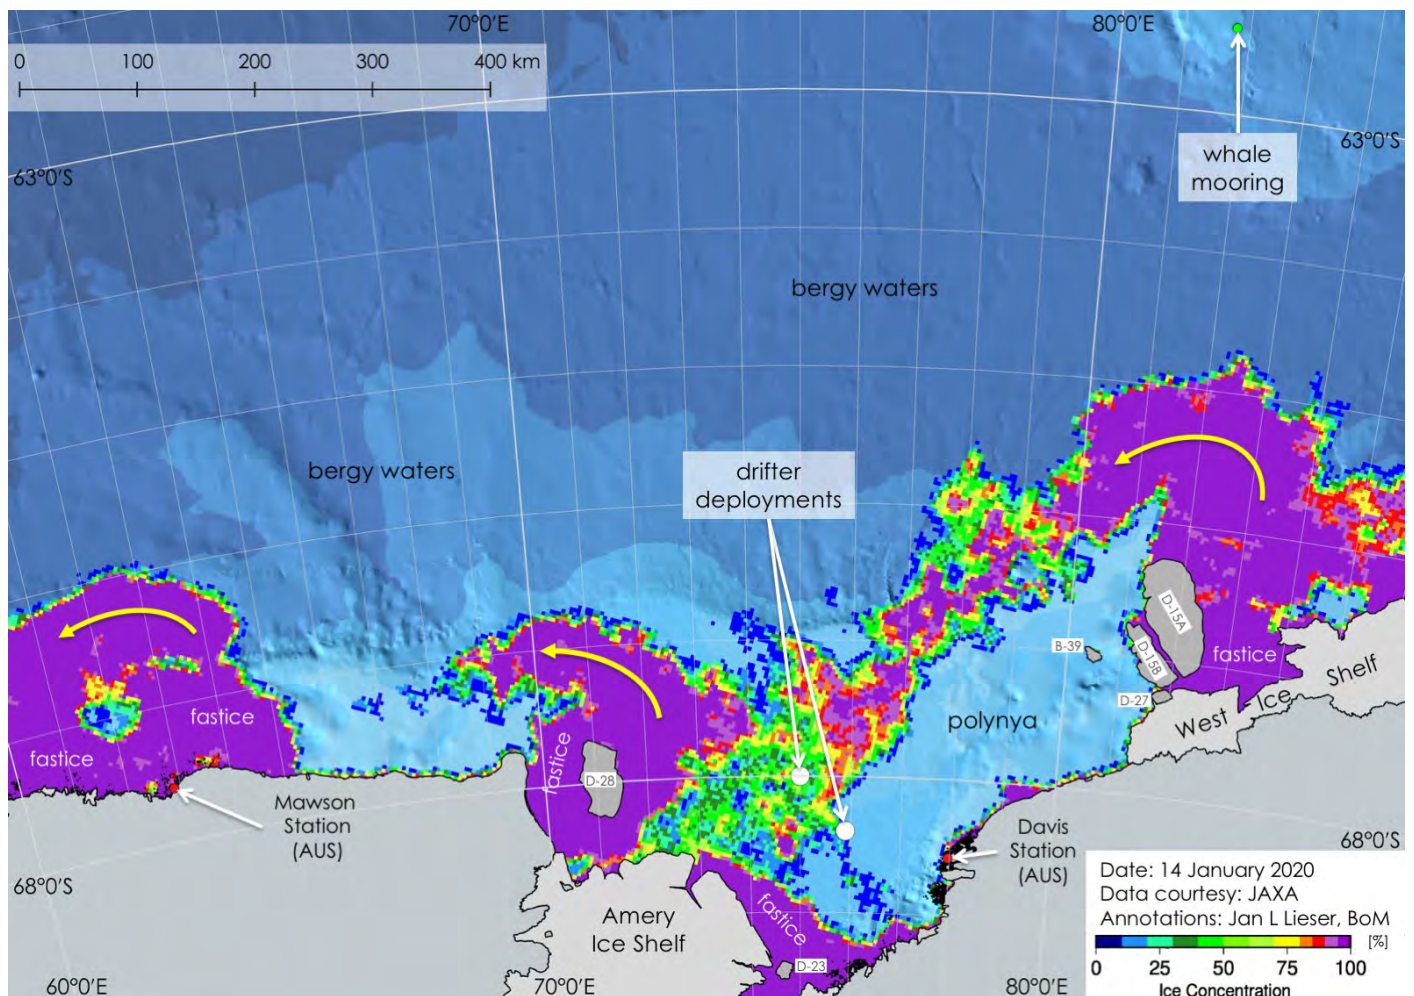 70°0'E
80°0'E
0 100 200 300 400 km
63°0'S
63°0'S
whale
mooring
bergy waters
bergy waters
drifter
deployments
D-15A
D-15B
B-39
D-27
fastice
West Ice Shelf
polynya
fastice
fastice
fastice
D-28
Mawson
Station
(AUS)
Davis
Station
(AUS)
68°0'S
68°0'S
Amery
Ice Shelf
fastice
D-23
60°0'E
70°0'E
80°0'E
Date: 14 January 2020
Data courtesy: JAXA
Annotations: Jan L Lieser, BoM
[%]
0 25 50 75 100
Ice Concentration